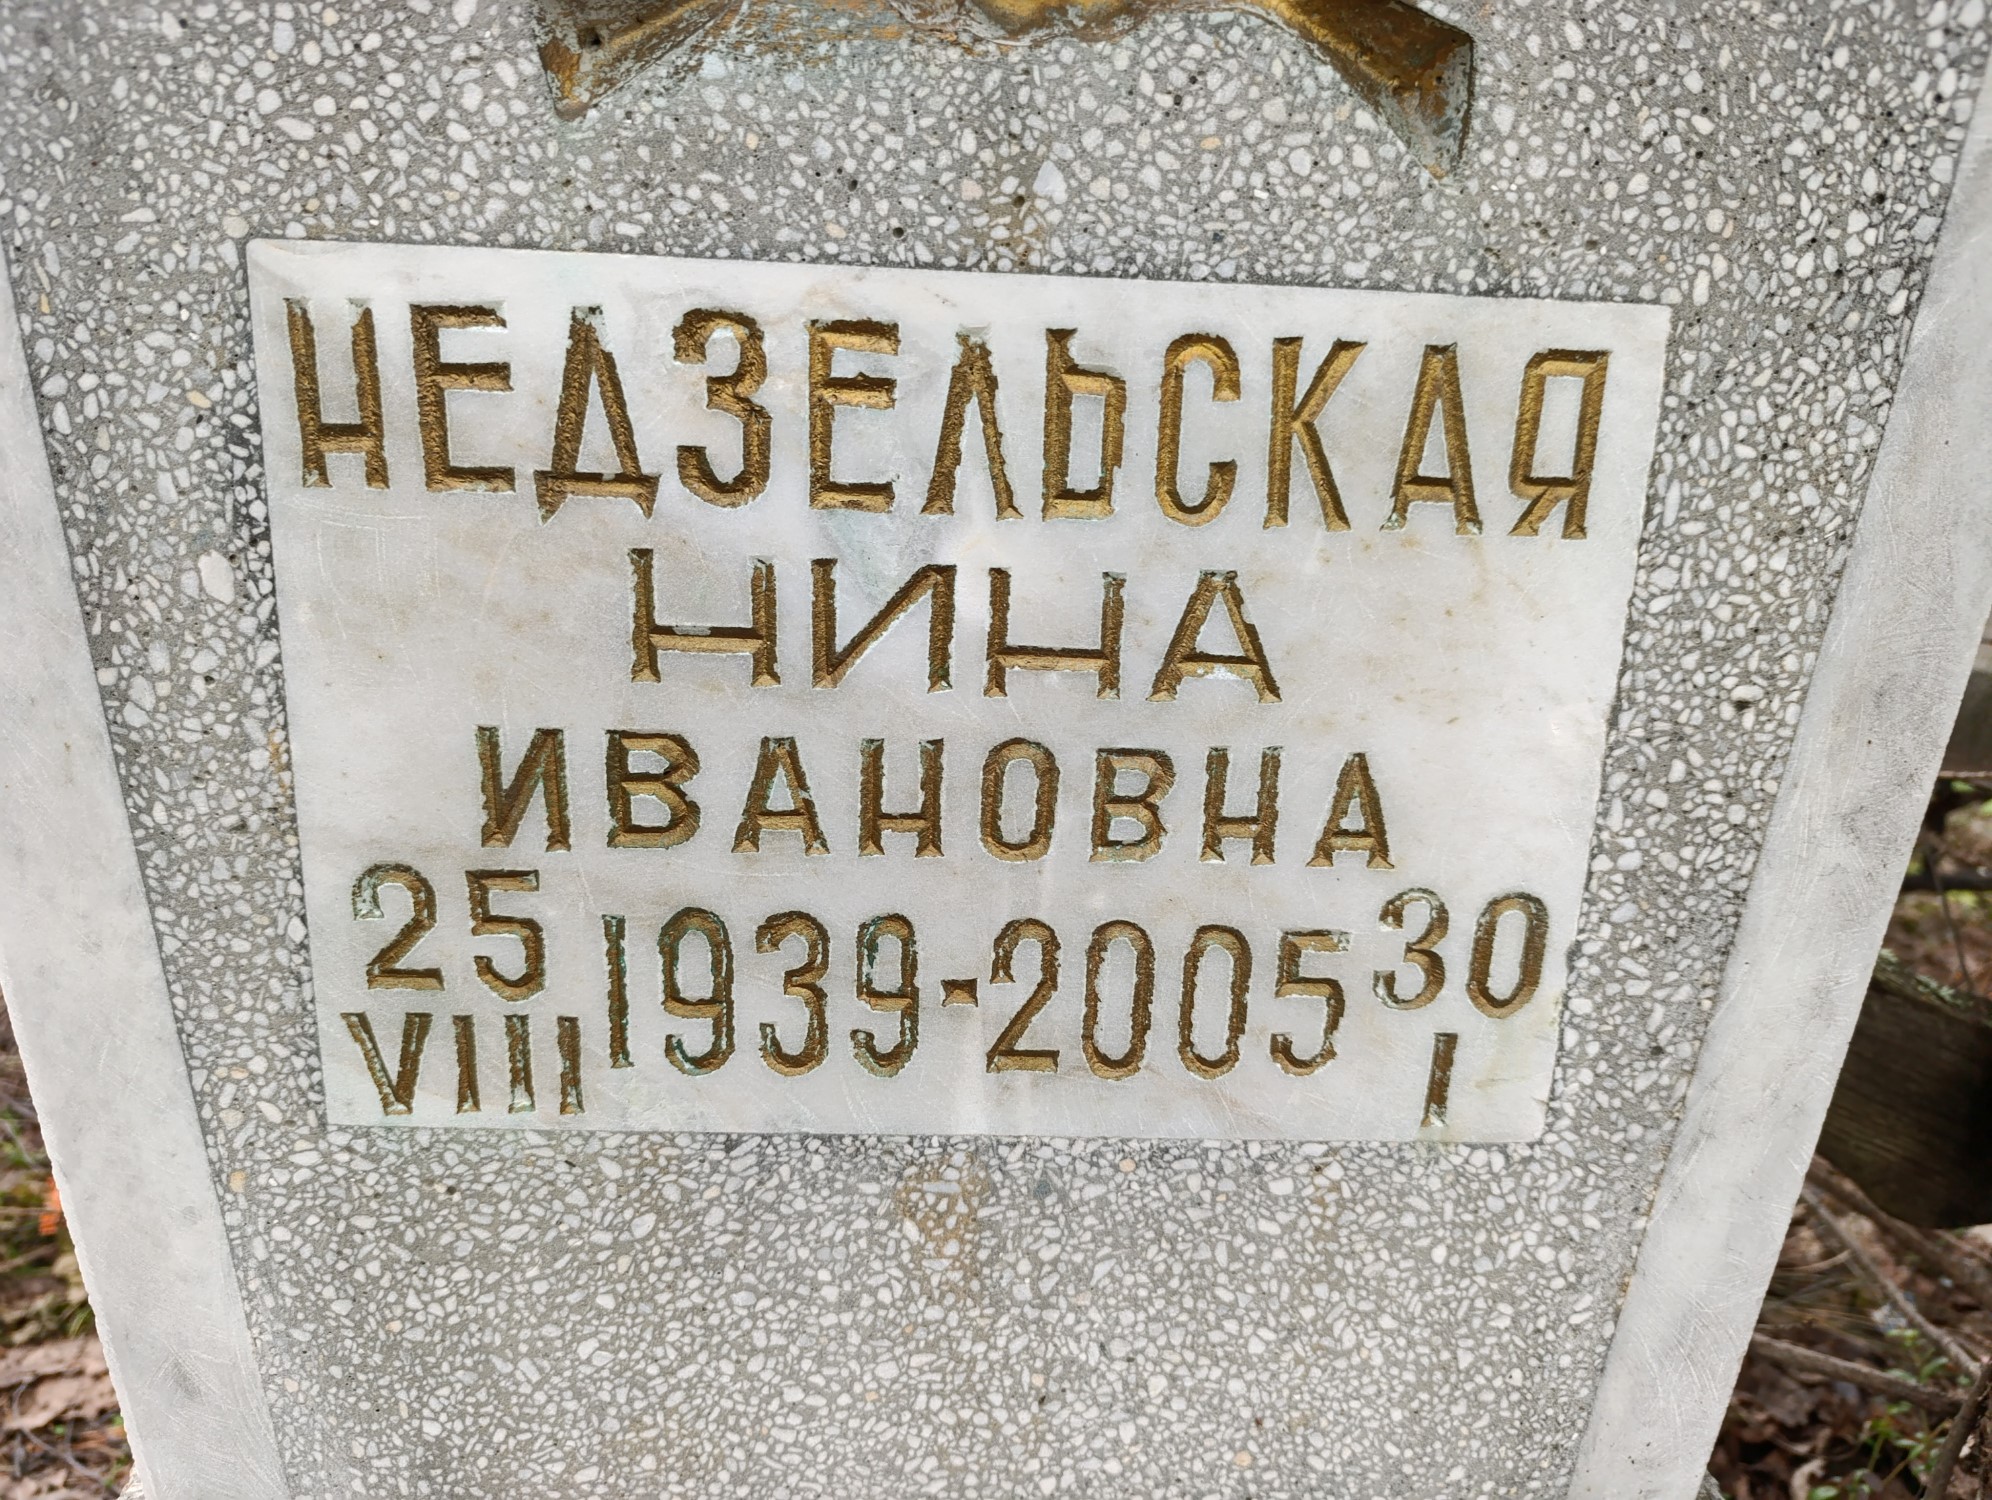 НЕДЗЕЛЬСКАЯ
НИНА
ИВАНОВНА
25 1939-2005 30
VIII I